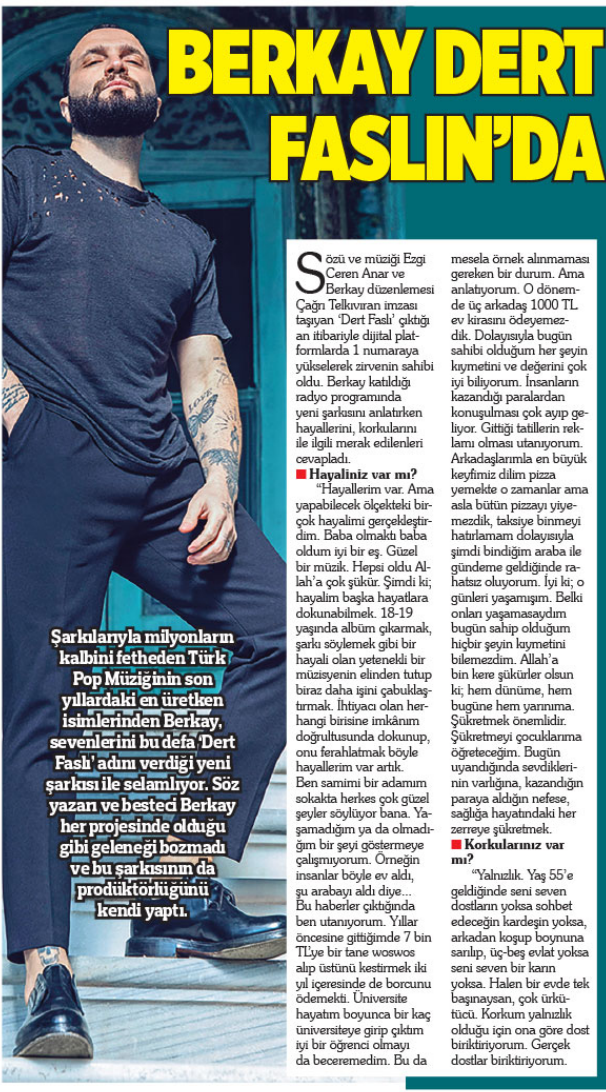 BERKAY DERT
FASLIN'DA
Şarkılarıyla milyonların
kalbini fetheden Türk
Pop Müziğinin son
yıllardaki en üretken
isimlerinden Berkay,
sevenlerini bu defa 'Dert
Faslı' adını verdiği yeni
şarkısı ile selamlıyor. Söz
yazarı ve besteci Berkay
her projesinde olduğu
gibi geleneği bozmadı
ve bu şarkısının da
prodüktörlüğünü
kendi yaptı.
Sözü ve müziği Ezgi
Ceren Anar ve
Berkay düzenlemesi
Çağrı Telkıvıran imzası
taşıyan 'Dert Faslı' çıktığı
an itibariyle dijital plat-
formlarda 1 numaraya
yükselerek zirvenin sahibi
oldu. Berkay katıldığı
radyo programında
yeni şarkısını anlatırken
hayallerini, korkularını
ile ilgili merak edilenleri
cevapladı.
■ Hayaliniz var mı?
"Hayallerim var. Ama
yapabilecek ölçekteki bir-
çok hayalimi gerçekleştir-
dim. Baba olmaktı baba
oldum iyi bir eş. Güzel
bir müzik. Hepsi oldu Al-
lah'a çok şükür. Şimdi ki;
hayalim başka hayatlara
dokunabilmek. 18-19
yaşında albüm çıkarmak,
şarkı söylemek gibi bir
hayali olan yetenekli bir
müzisyenin elinden tutup
biraz daha işini çabuklaş-
tırmak. İhtiyacı olan her-
hangi birisine imkânım
doğrultusunda dokunup,
onu ferahlatmak böyle
hayallerim var artık.
Ben samimi bir adamım
sokakta herkes çok güzel
şeyler söylüyor bana. Ya-
şamadığım ya da olmadı-
ğım bir şeyi göstermeye
çalışmıyorum. Örneğin
insanlar böyle ev aldı,
şu arabayı aldı diye...
Bu haberler çıktığında
ben utanıyorum. Yıllar
öncesine gittiğimde 7 bin
TL'ye bir tane woswos
alıp üstünü kestirmek iki
yıl içeresinde de borcunu
ödemekti. Üniversite
hayatım boyunca bir kaç
üniversiteye girip çıktım
iyi bir öğrenci olmayı
da beceremedim. Bu da
mesela örnek alınmaması
gereken bir durum. Ama
anlatıyorum. O dönem-
de üç arkadaş 1000 TL
ev kirasını ödeyemez-
dik. Dolayısıyla bugün
sahibi olduğum her şeyin
kıymetini ve değerini çok
iyi biliyorum. İnsanların
kazandığı paralardan
konuşulması çok ayıp ge-
liyor. Gittiği tatillerin rek-
lamı olması utanıyorum.
Arkadaşlarımla en büyük
keyfimiz dilim pizza
yemekte o zamanlar ama
asla bütün pizzayı yiye-
mezdik, taksiye binmeyi
hatırlamam dolayısıyla
şimdi bindiğim araba ile
gündeme geldiğinde ra-
hatsız oluyorum. İyi ki; o
günleri yaşamışım. Belki
onları yaşamasaydım
bugün sahip olduğum
hiçbir şeyin kıymetini
bilemezdim. Allah'a
bin kere şükürler olsun
ki; hem dünüme, hem
bugüne hem yarınıma.
Şükretmek önemlidir.
Şükretmeyi çocuklarıma
öğreteceğim. Bugün
uyandığında sevdikleri-
nin varlığına, kazandığın
paraya aldığın nefese,
sağlığa hayatındaki her
zerreye şükretmek.
■ Korkularınız var
mı?
"Yalnızlık. Yaş 55'e
geldiğinde seni seven
dostların yoksa sohbet
edeceğin kardeşin yoksa,
arkadan koşup boynuna
sarılıp, üç-beş evlat yoksa
seni seven bir karın
yoksa. Halen bir evde tek
başınaysan, çok ürkü-
tücü. Korkum yalnızlık
olduğu için ona göre dost
biriktiriyorum. Gerçek
dostlar biriktiriyorum.